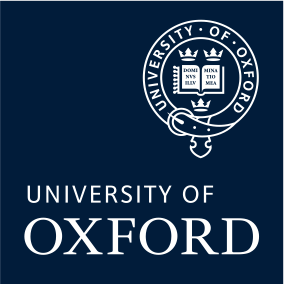 UNIVERSITY · OF · OXFORD
DOMI MINA
NVS TIO
ILLV MEA
UNIVERSITY OF
OXFORD